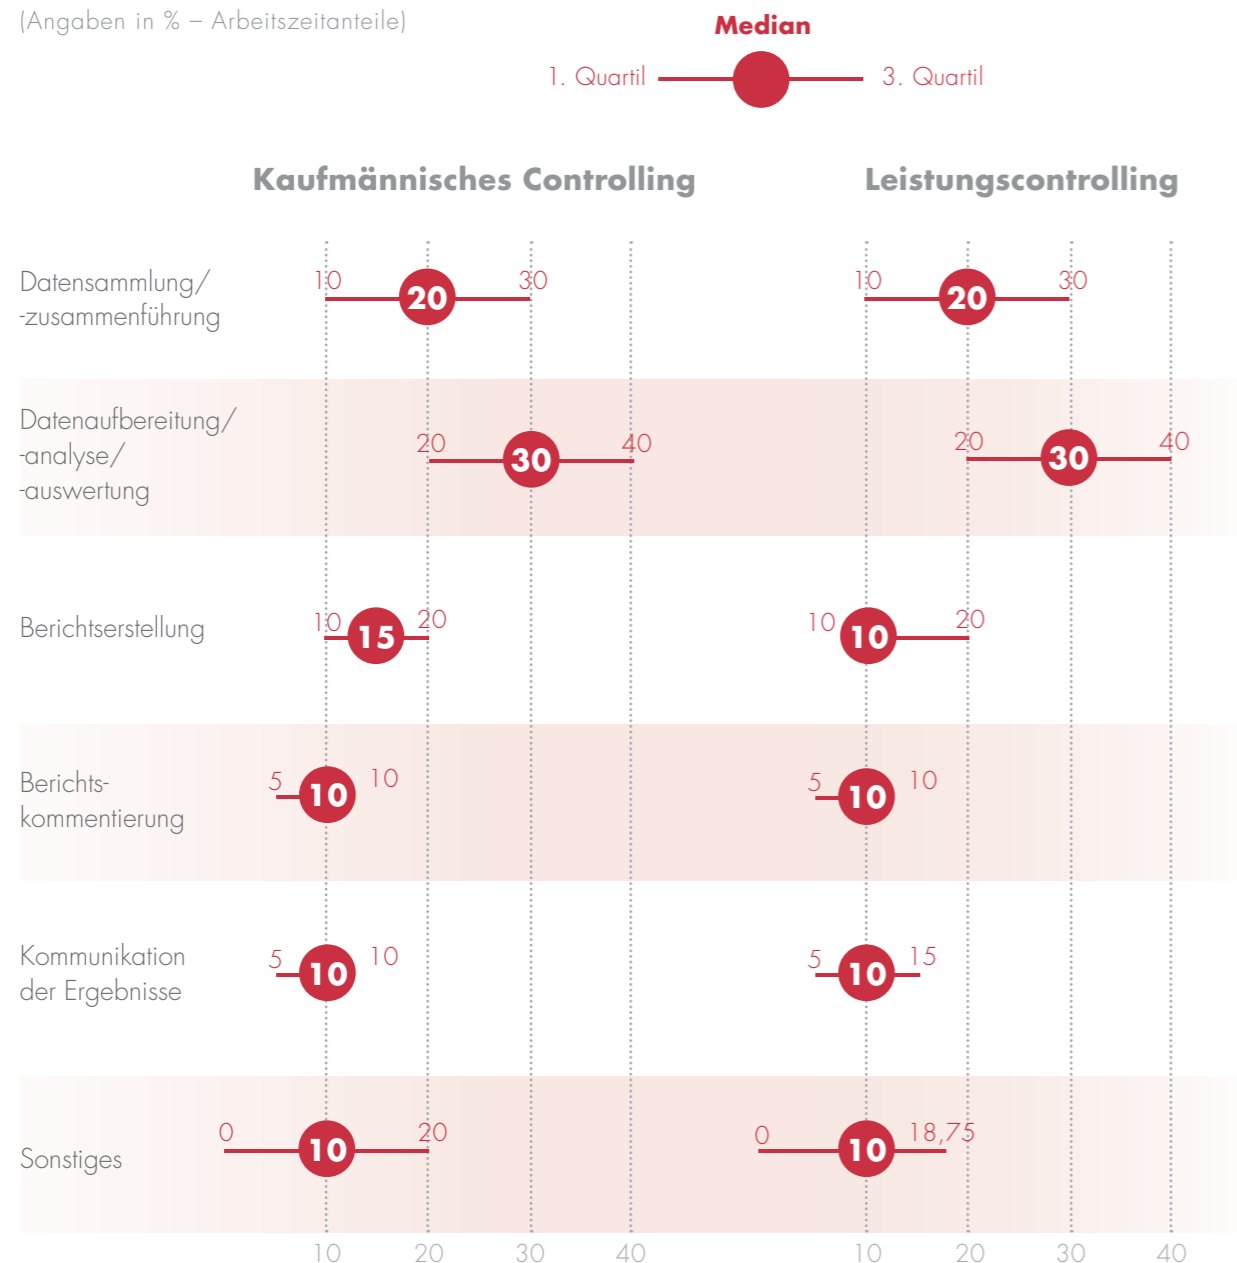 (Angaben in % – Arbeitszeitanteile)
Median
1. Quartil
3. Quartil
Kaufmännisches Controlling
Leistungscontrolling
Datensammlung/
-zusammenführung
10
20
30
10
20
30
Datenaufbereitung/
-analyse/
-auswertung
20
30
40
20
30
40
Berichtserstellung
10
15
20
10
10
20
Berichts-
kommentierung
5
10
10
5
10
10
Kommunikation
der Ergebnisse
5
10
10
5
10
15
Sonstiges
0
10
20
0
10
18,75
10
20
30
40
10
20
30
40